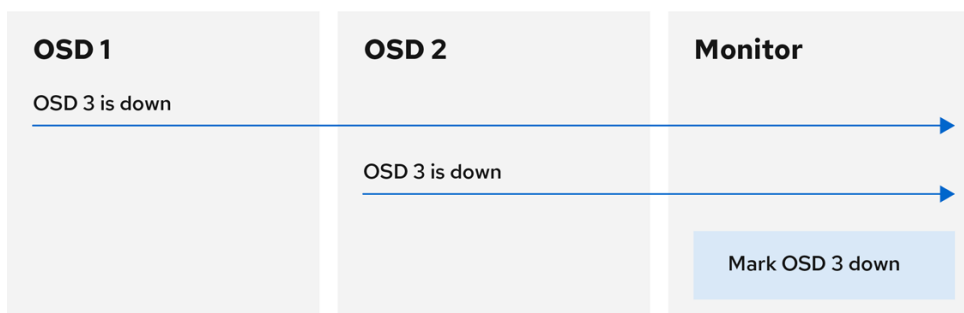 OSD 1
OSD 2
Monitor
OSD 3 is down
OSD 3 is down
Mark OSD 3 down